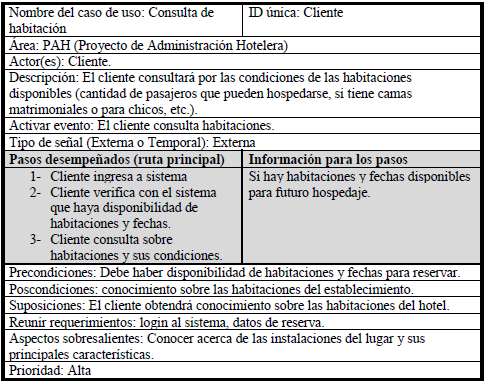 Nombre del caso de uso: Consulta de
habitación
ID única: Cliente
Área: PAH (Proyecto de Administración Hotelera)
Actor(es): Cliente.
Descripción: El cliente consultará por las condiciones de las habitaciones
disponibles (cantidad de pasajeros que pueden hospedarse, si tiene camas
matrimoniales o para chicos, etc.).
Activar evento: El cliente consulta habitaciones.
Tipo de señal (Externa o Temporal): Externa
Pasos desempeñados (ruta principal)
Información para los pasos
1- Cliente ingresa a sistema
2- Cliente verifica con el sistema
que haya disponibilidad de
habitaciones y fechas.
3- Cliente consulta sobre
habitaciones y sus condiciones.
Si hay habitaciones y fechas disponibles
para futuro hospedaje.
Precondiciones: Debe haber disponibilidad de habitaciones y fechas para reservar.
Poscondiciones: conocimiento sobre las habitaciones del establecimiento.
Suposiciones: El cliente obtendrá conocimiento sobre las habitaciones del hotel.
Reunir requerimientos: login al sistema, datos de reserva.
Aspectos sobresalientes: Conocer acerca de las instalaciones del lugar y sus
principales características.
Prioridad: Alta